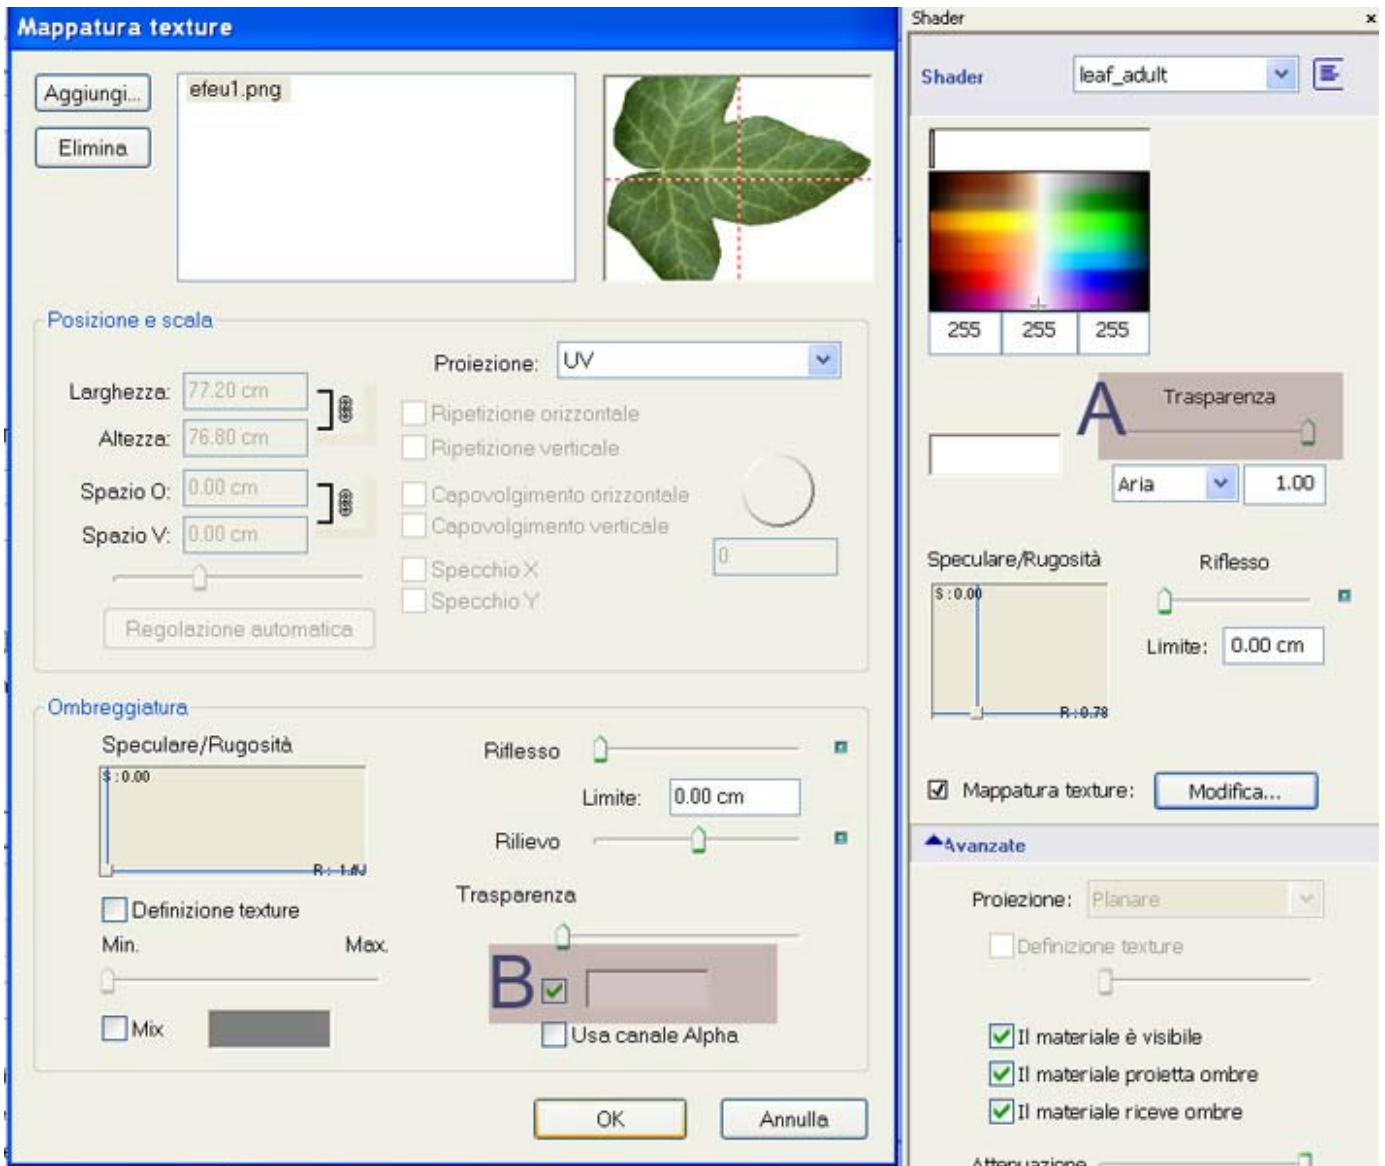 Mappatura texture
Aggiungi...
efeu1.png
Elimina
Posizione e scala
Proiezione: UV
Larghezza: 77.20 cm
Altezza: 76.80 cm
Spazio O: 0.00 cm
Spazio V: 0.00 cm
Regolazione automatica
Ripetizione orizzontale
Ripetizione verticale
Capovolgimento orizzontale
Capovolgimento verticale
Specchio X
Specchio Y
0
Ombreggiatura
Speculare/Rugosità
S : 0.00
Definizione texture
Min. Max.
Mix
Riflesso
Limite: 0.00 cm
Rilievo
Trasparenza
B
Usa canale Alpha
OK Annulla
Shader x
Shader leaf_adult
255 255 255
A Trasparenza
Aria 1.00
Speculare/Rugosità
S : 0.00
R : 0.78
Riflesso
Limite: 0.00 cm
Mappatura texture: Modifica...
Avanzate
Proiezione: Planare
Definizione texture
Il materiale è visibile
Il materiale proietta ombre
Il materiale riceve ombre
Attenuazione